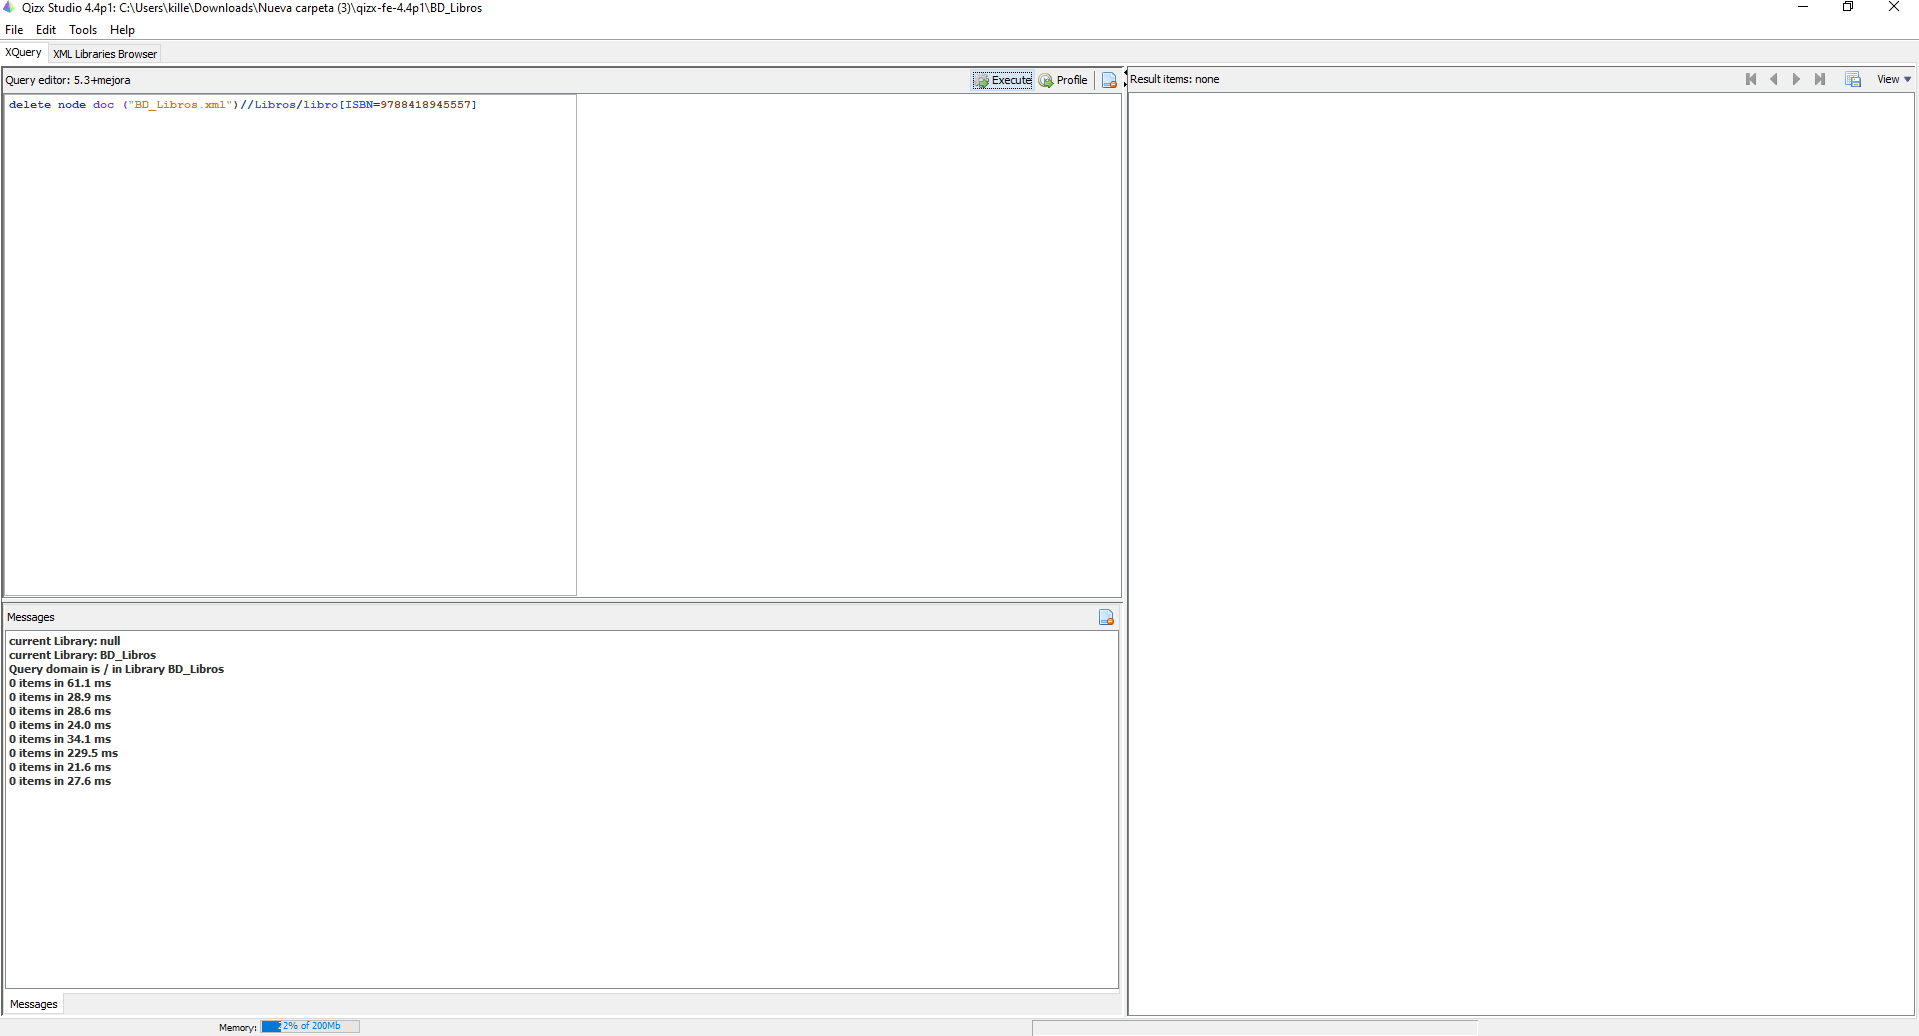 Qizx Studio 4.4p1: C:\Users\kille\Downloads\Nueva carpeta (3)\qizx-fe-4.4p1\BD_Libros
File Edit Tools Help
XQuery XML Libraries Browser
Query editor: 5.3+mejora Execute Profile
delete node doc ("BD_Libros.xml")//Libros/libro[ISBN=9788418945557]
Result items: none View
Messages
current Library: null
current Library: BD_Libros
Query domain is / in Library BD_Libros
0 items in 61.1 ms
0 items in 28.9 ms
0 items in 28.6 ms
0 items in 24.0 ms
0 items in 34.1 ms
0 items in 229.5 ms
0 items in 21.6 ms
0 items in 27.6 ms
Messages
Memory: 2% of 200Mb